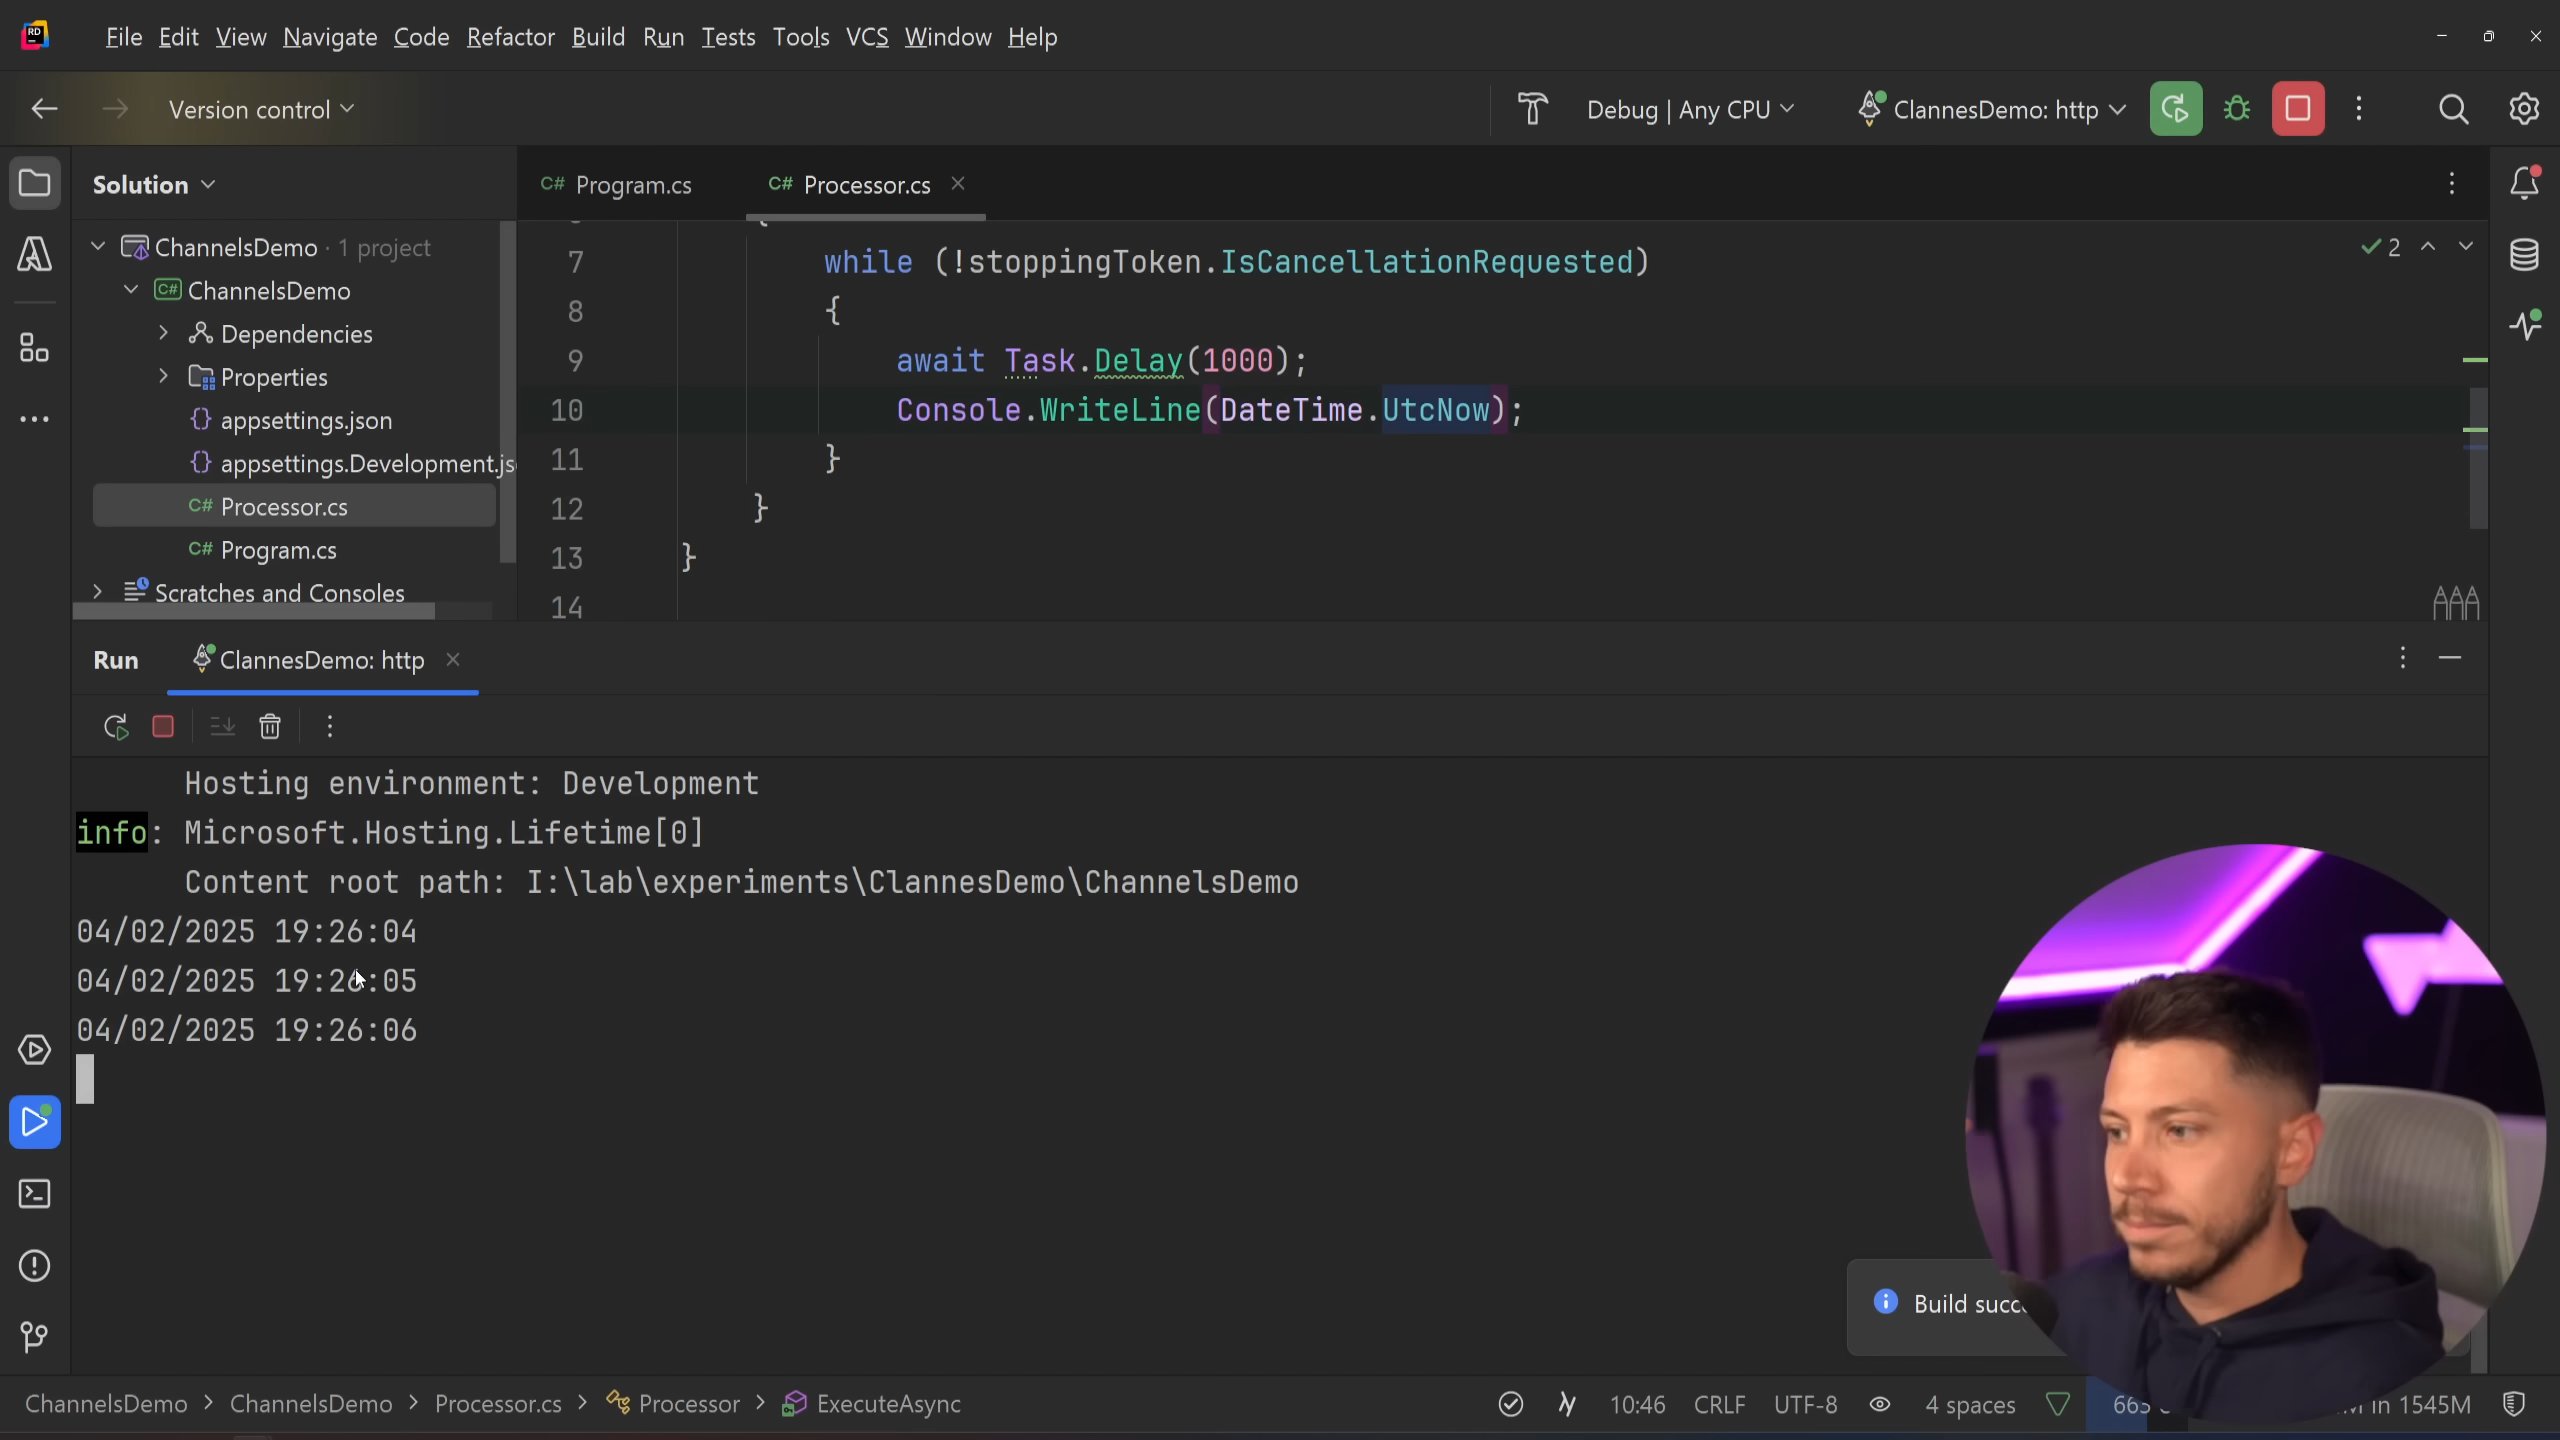 RD
File Edit View Navigate Code Refactor Build Run Tests Tools VCS Window Help
Version control
Debug | Any CPU
ClannesDemo: http
Solution
C# Program.cs
C# Processor.cs
ChannelsDemo · 1 project
C# ChannelsDemo
Dependencies
Properties
{} appsettings.json
{} appsettings.Development.js
C# Processor.cs
C# Program.cs
Scratches and Consoles
7 while (!stoppingToken.IsCancellationRequested)
8 {
9 await Task.Delay(1000);
10 Console.WriteLine(DateTime.UtcNow);
11 }
12 }
13 }
14
2
Run
ClannesDemo: http
Hosting environment: Development
info: Microsoft.Hosting.Lifetime[0]
Content root path: I:\lab\experiments\ClannesDemo\ChannelsDemo
04/02/2025 19:26:04
04/02/2025 19:26:05
04/02/2025 19:26:06
Build
ChannelsDemo > ChannelsDemo > Processor.cs > Processor > ExecuteAsync
10:46 CRLF UTF-8 4 spaces
in 1545M